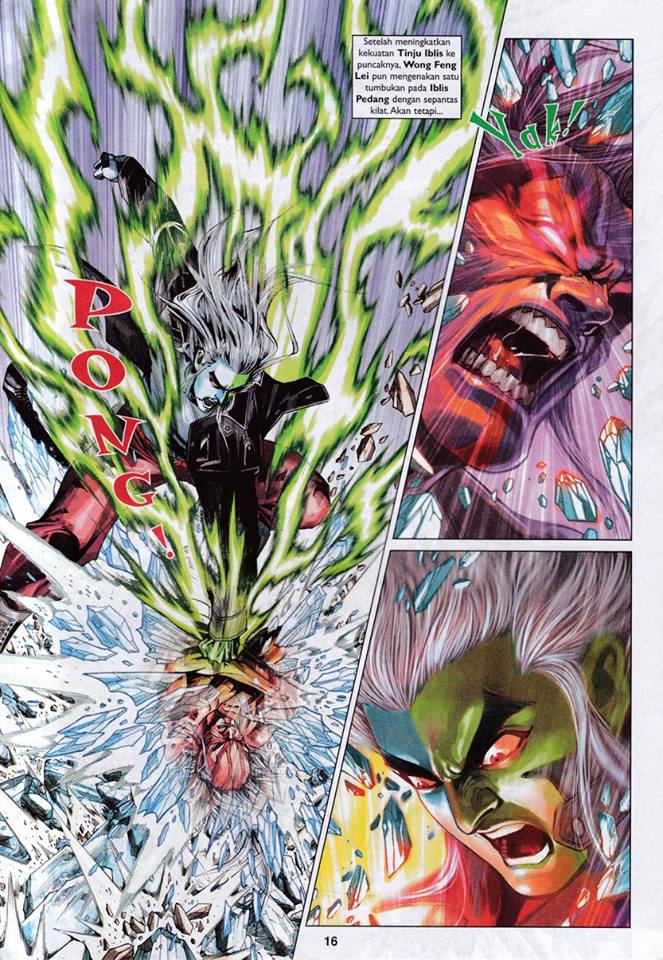 Setelah meningkatkan
kekuatan Tinju Iblis ke
puncaknya, Wong Feng
Lei pun mengenakan satu
tumbukan pada Iblis
Pedang dengan sepantas
kilat. Akan tetapi...
Yak!
PONG!
16